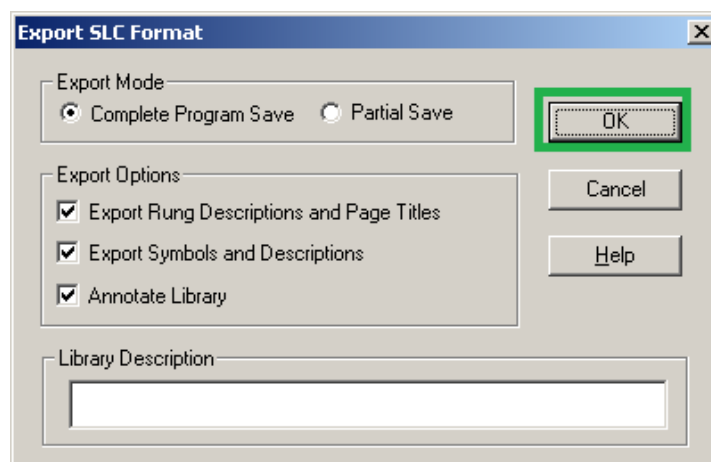 Export SLC Format
Export Mode
Complete Program Save Partial Save
OK
Export Options
Export Rung Descriptions and Page Titles
Export Symbols and Descriptions
Annotate Library
Cancel
Help
Library Description